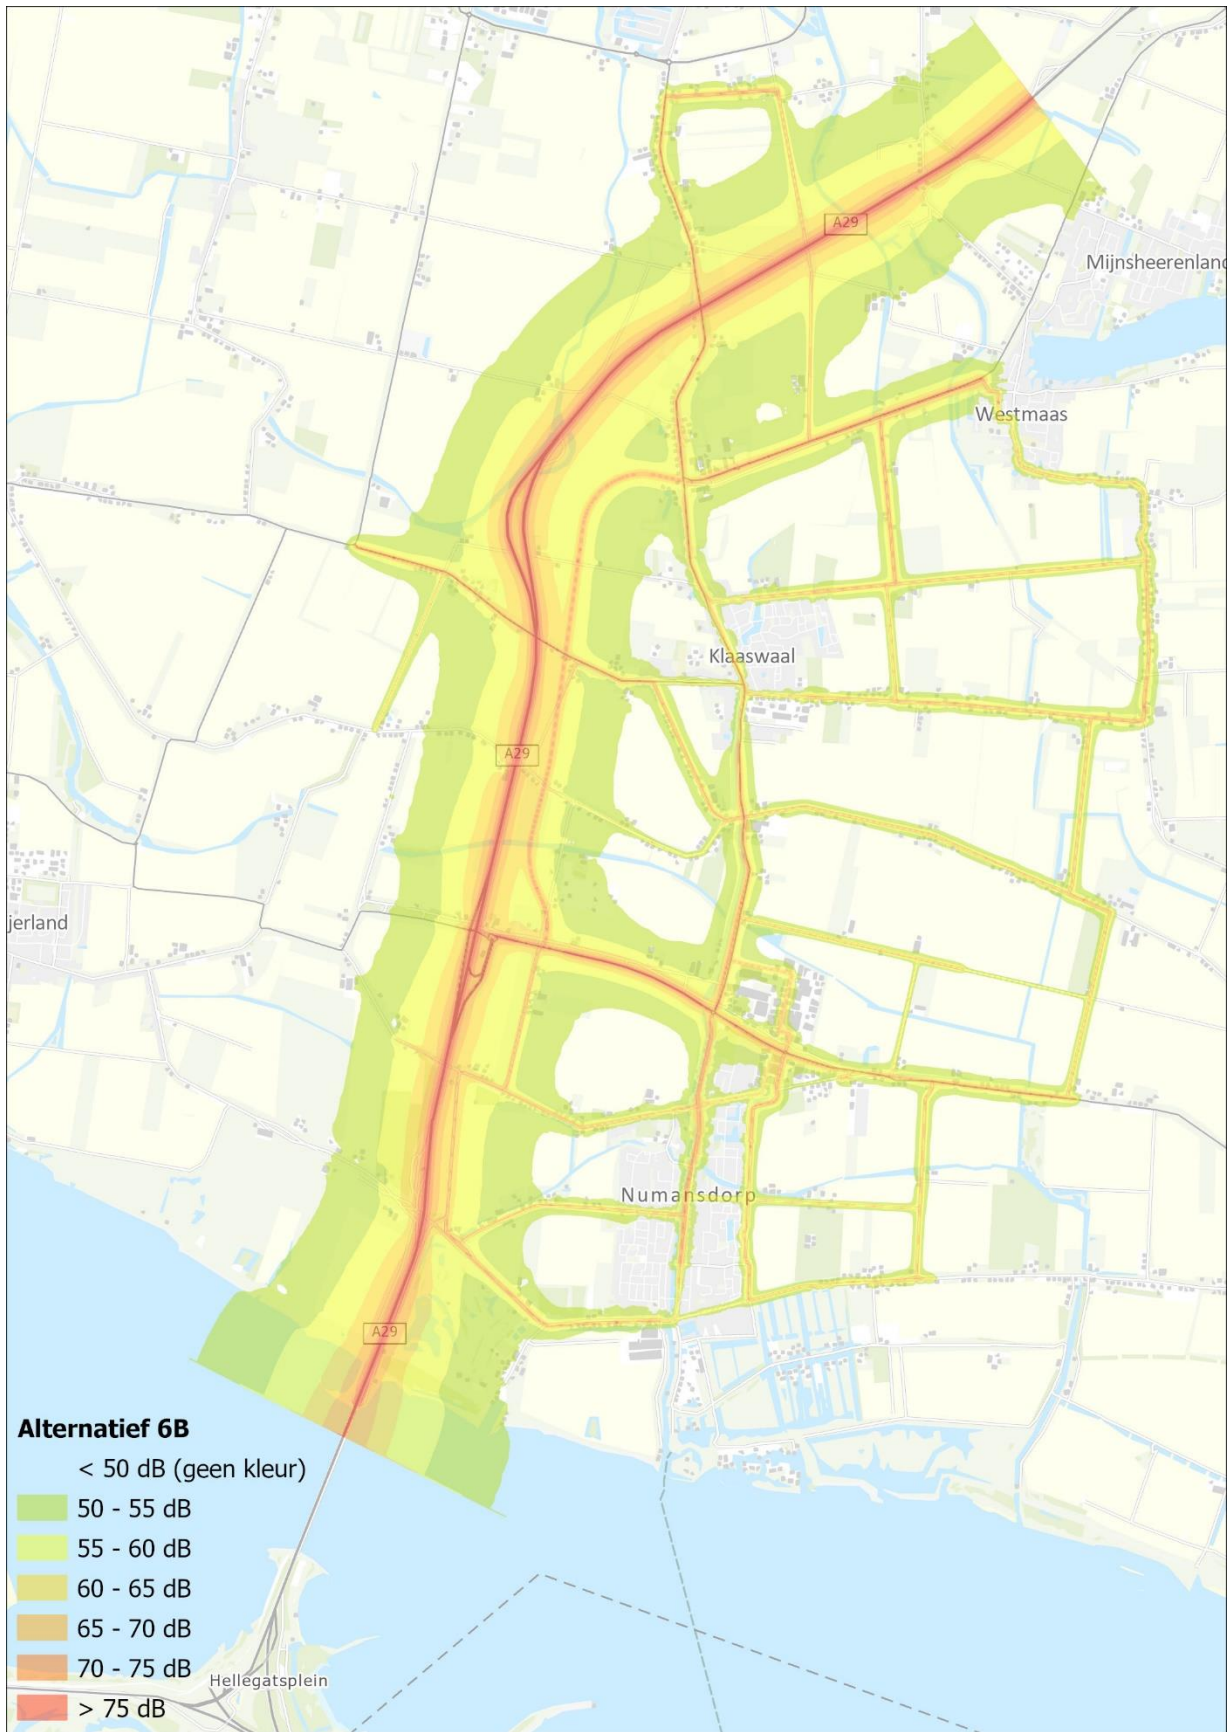 A29
Mijnsheerenland
Westmaas
Klaaswaal
A29
jerland
Numansdorp
A29
Alternatief 6B
< 50 dB (geen kleur)
50 - 55 dB
55 - 60 dB
60 - 65 dB
65 - 70 dB
70 - 75 dB
> 75 dB
Hellegatsplein